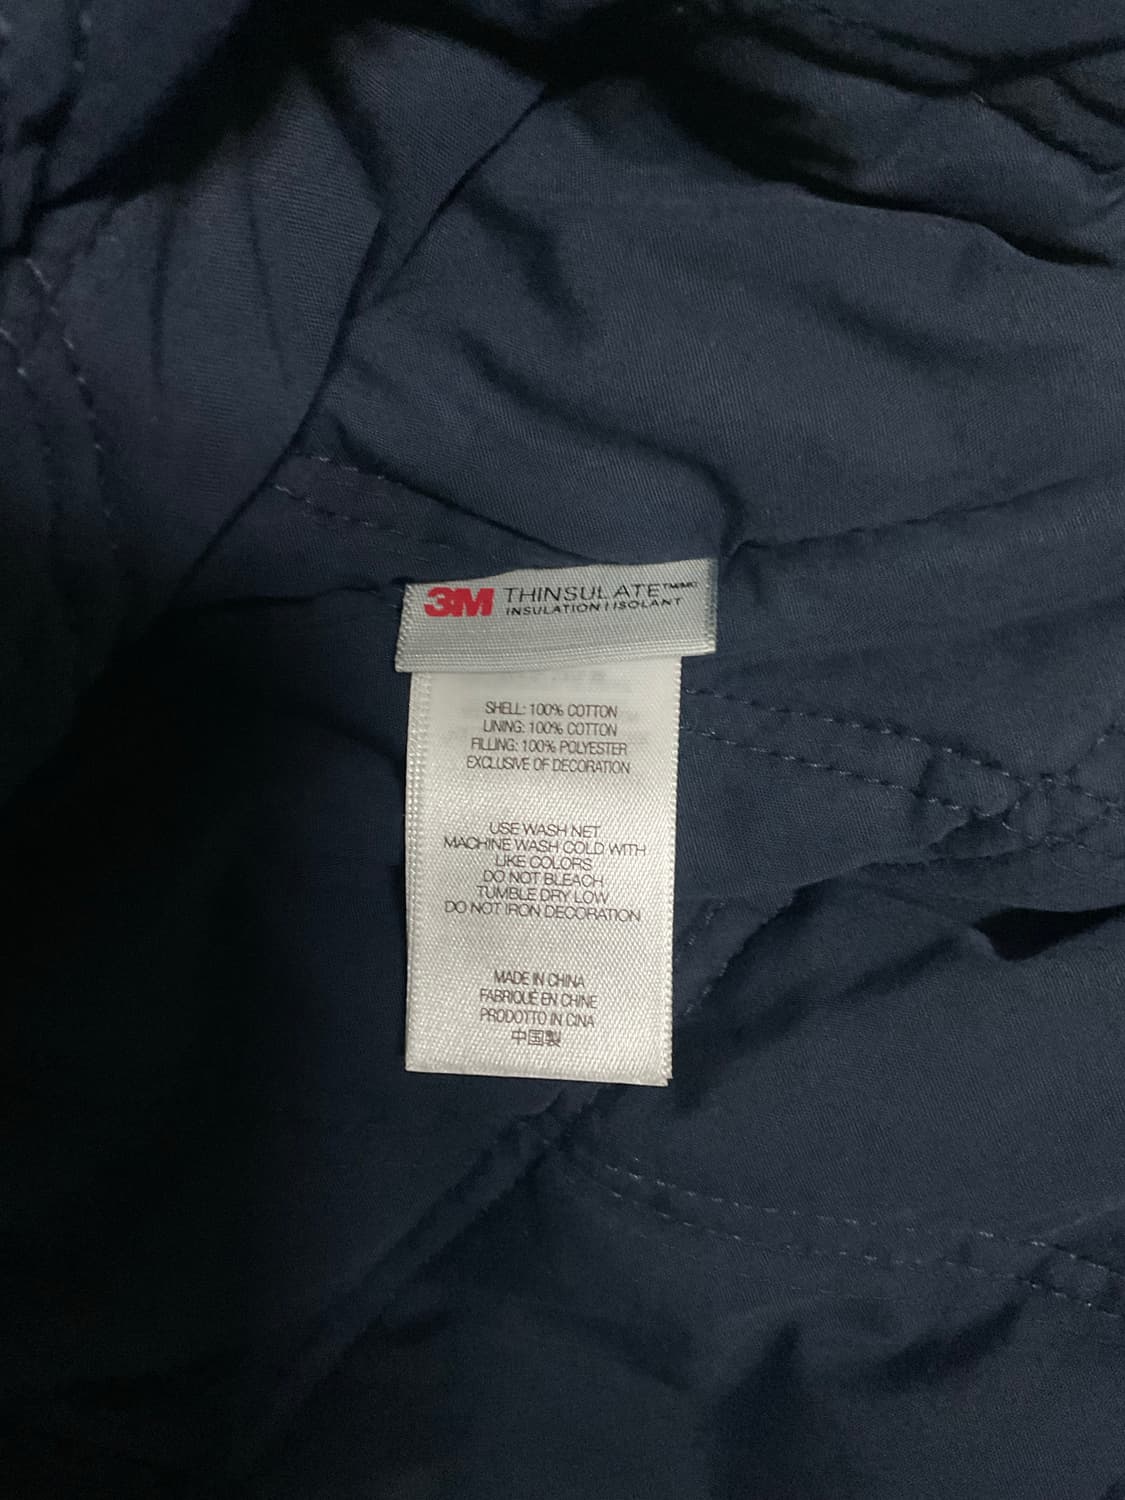 3M THINSULATE™/MC
INSULATION | ISOLANT
SHELL: 100% COTTON
LINING: 100% COTTON
FILLING: 100% POLYESTER
EXCLUSIVE OF DECORATION
USE WASH NET
MACHINE WASH COLD WITH
LIKE COLORS
DO NOT BLEACH
TUMBLE DRY LOW
DO NOT IRON DECORATION
MADE IN CHINA
FABRIQUE EN CHINE
PRODOTTO IN CINA
中国製